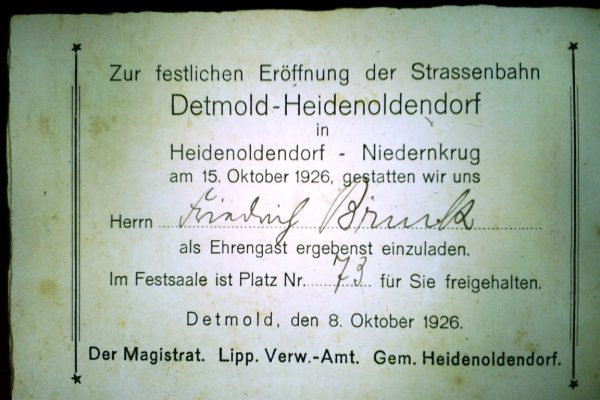 Zur festlichen Eröffnung der Strassenbahn
Detmold-Heidenoldendorf
in
Heidenoldendorf - Niedernkrug
am 15. Oktober 1926, gestatten wir uns
Herrn Friedrich
als Ehrengast ergebenst einzuladen.
Im Festsaale ist Platz Nr. 73 für Sie freigehalten.
Detmold, den 8. Oktober 1926.
Der Magistrat. Lipp. Verw.-Amt. Gem. Heidenoldendorf.